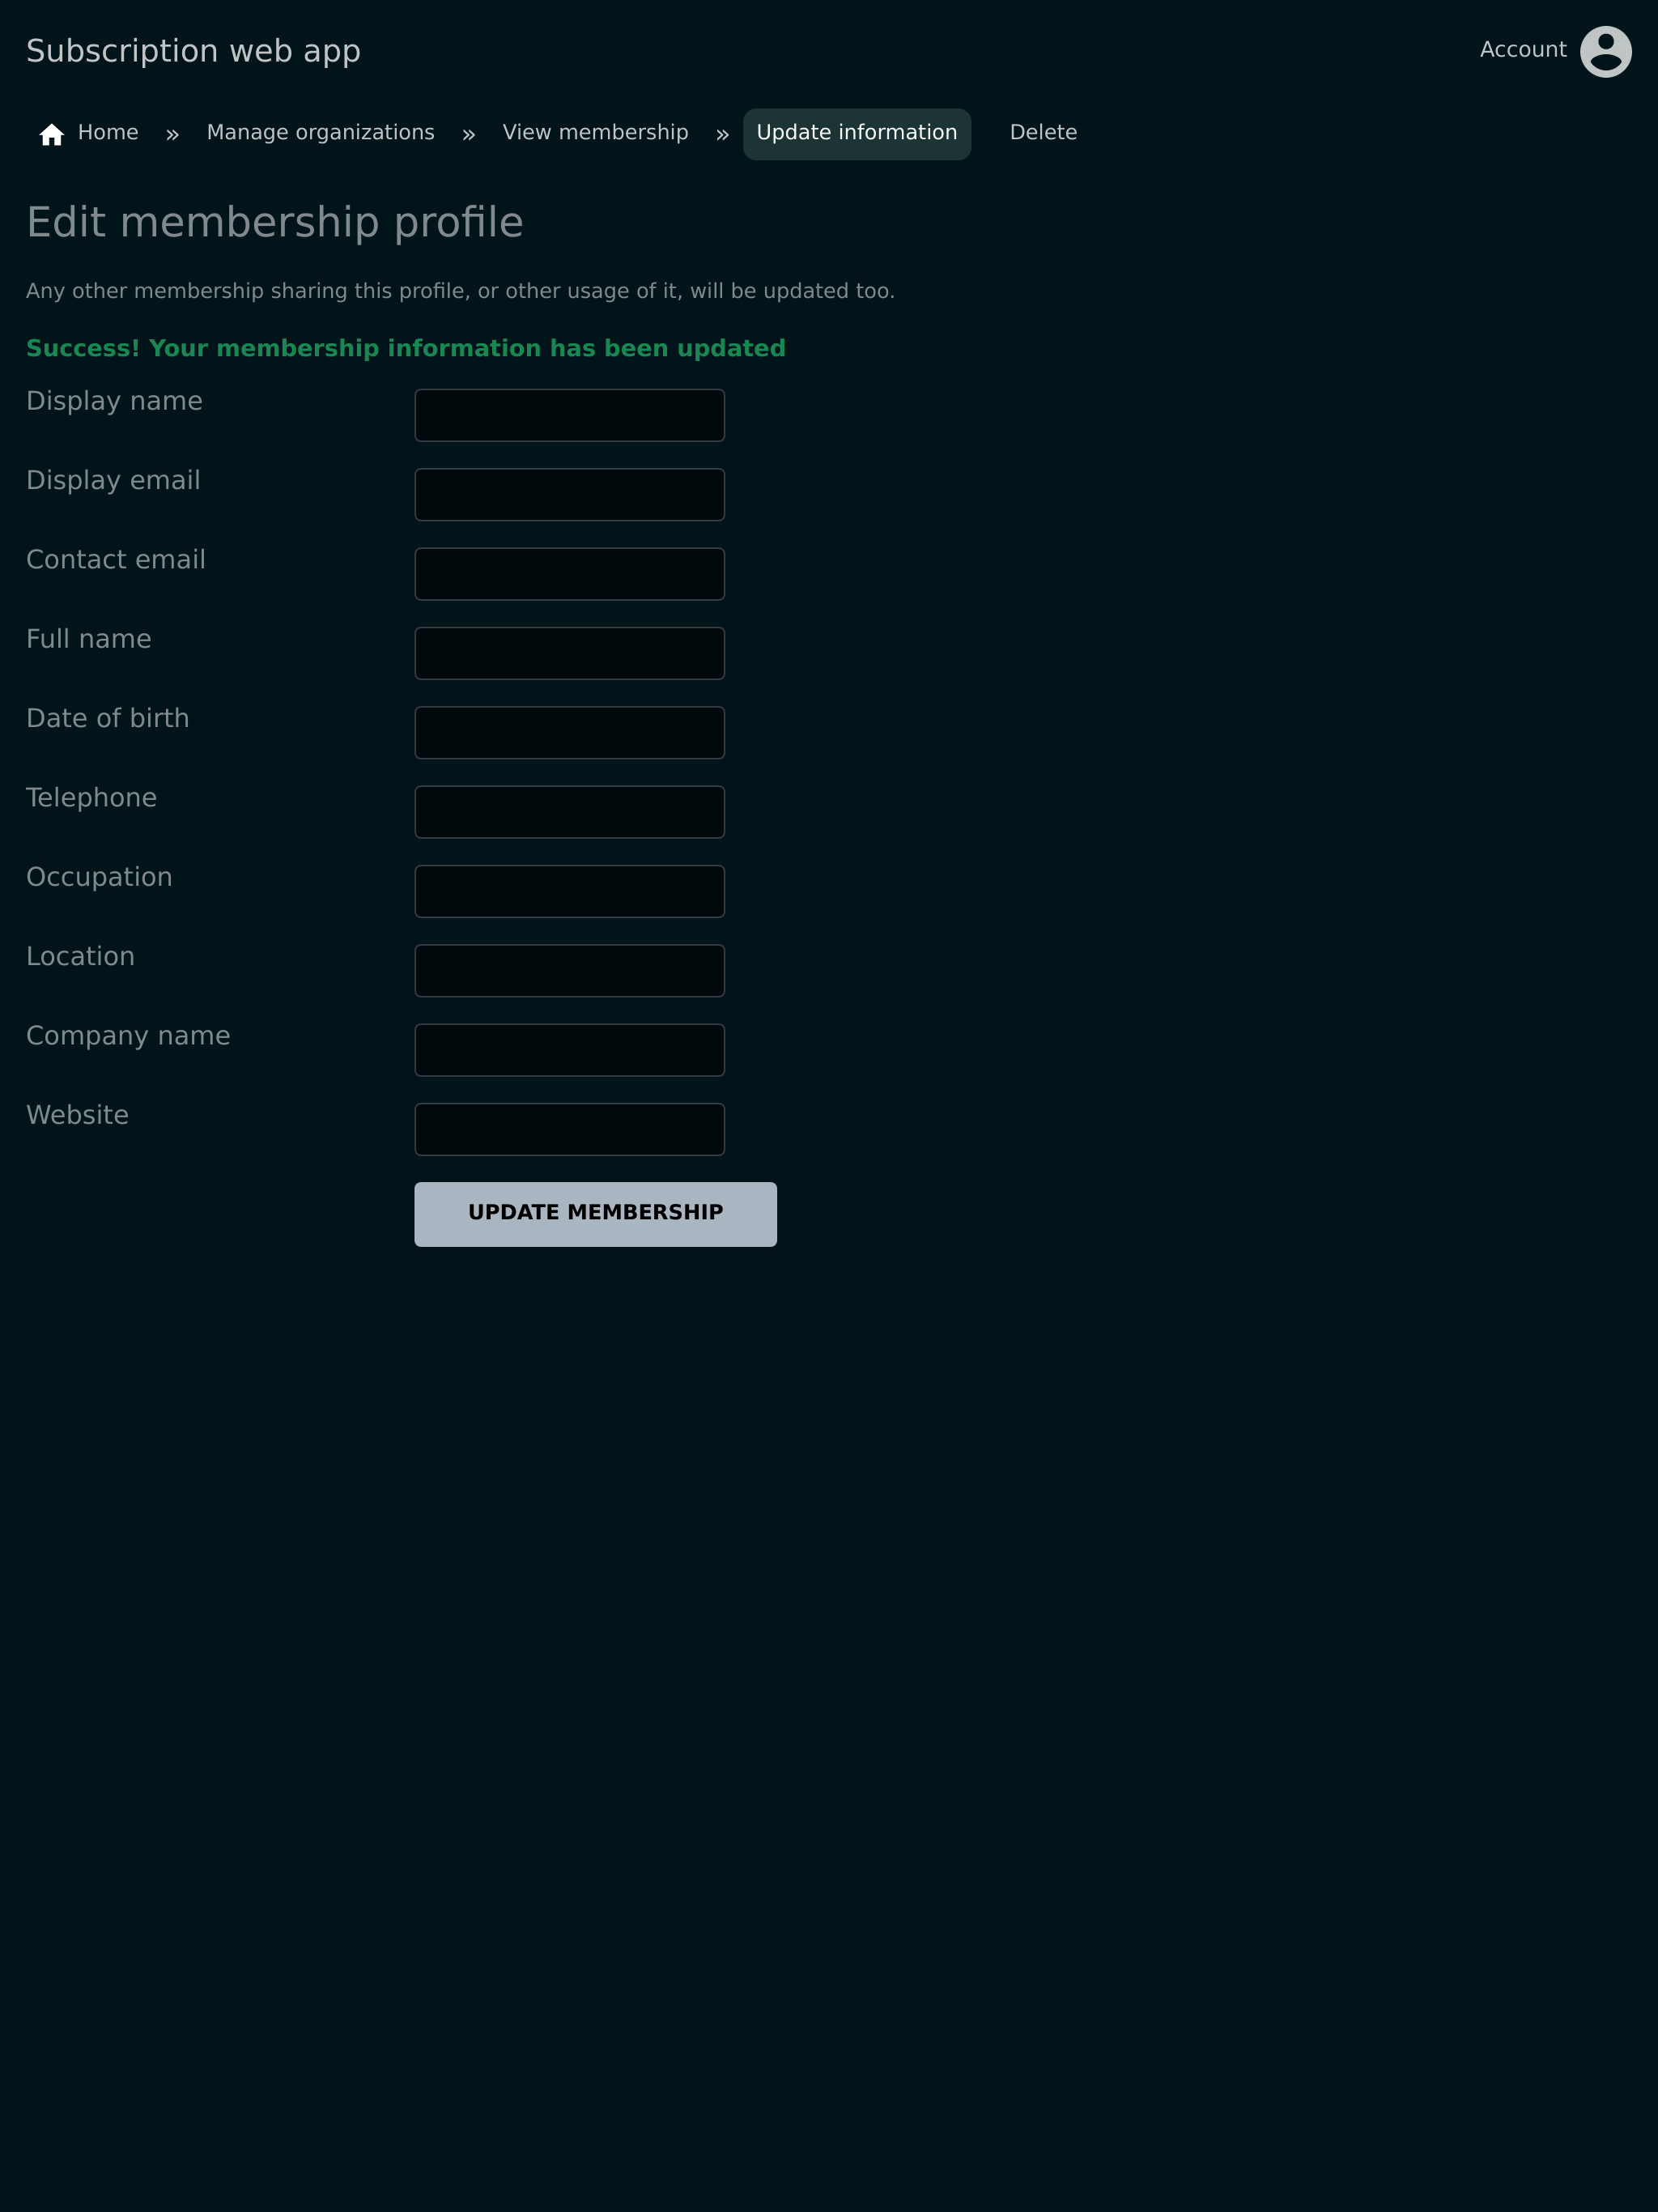 Subscription web app
Account
Home » Manage organizations » View membership » Update information Delete
Edit membership profile
Any other membership sharing this profile, or other usage of it, will be updated too.
Success! Your membership information has been updated
Display name
Display email
Contact email
Full name
Date of birth
Telephone
Occupation
Location
Company name
Website
UPDATE MEMBERSHIP